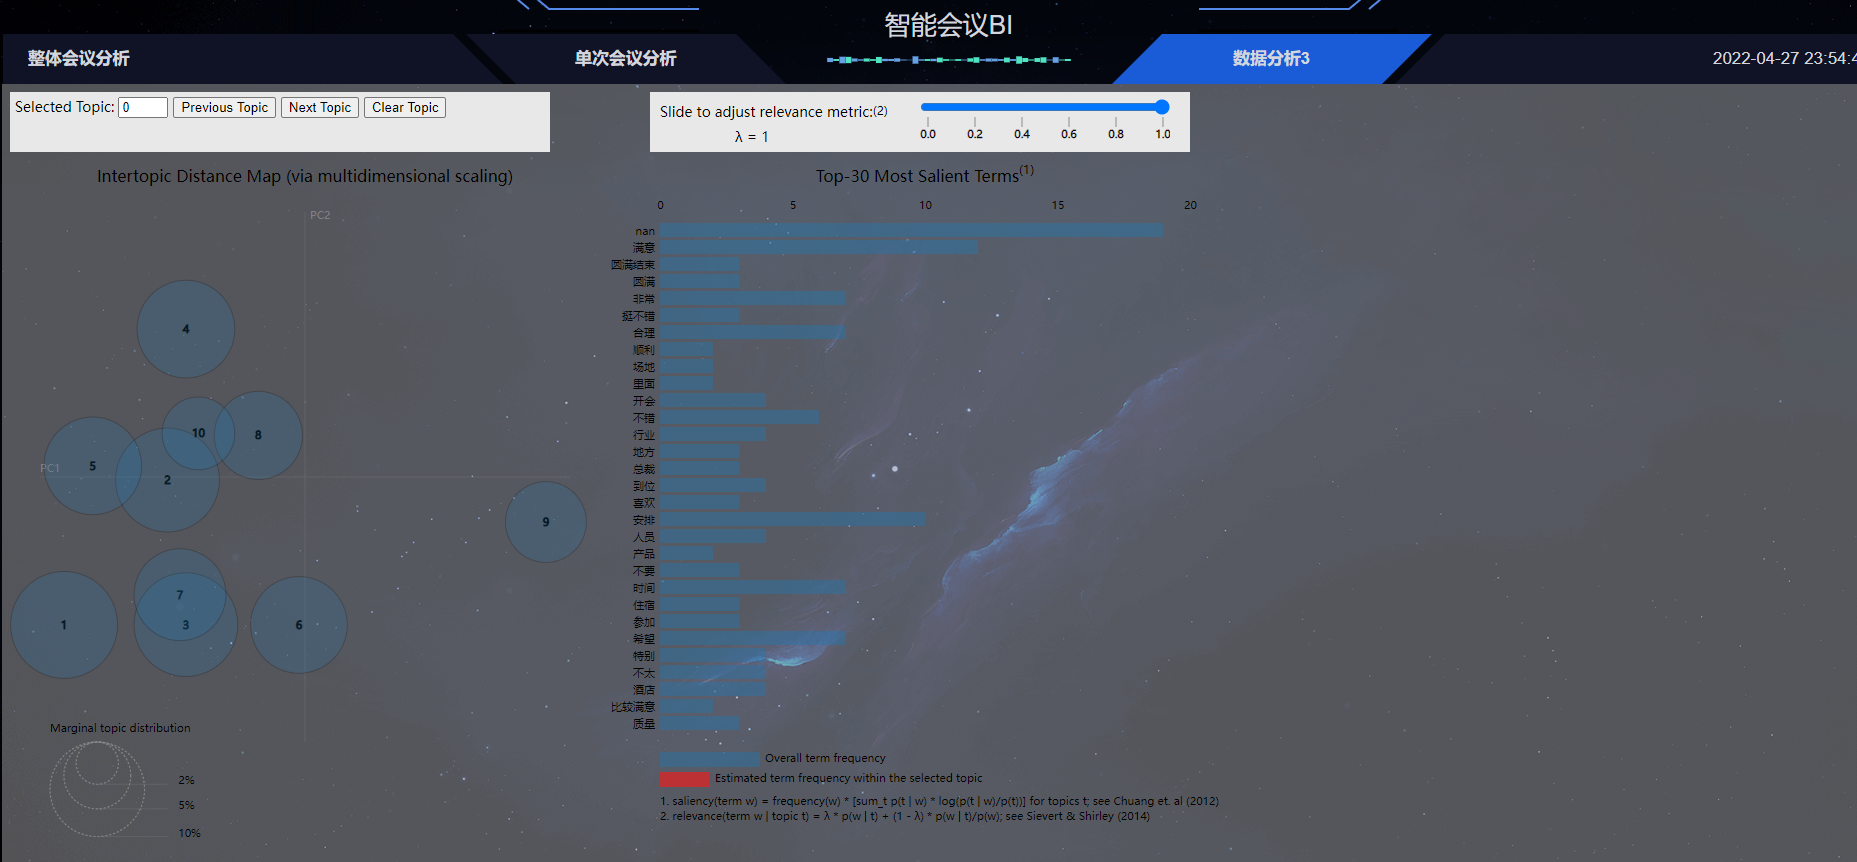 智能会议BI
整体会议分析
单次会议分析
数据分析3
2022-04-27 23:54:4
Selected Topic: 0 Previous Topic Next Topic Clear Topic
Slide to adjust relevance metric:(2)
λ = 1
0.0 0.2 0.4 0.6 0.8 1.0
Intertopic Distance Map (via multidimensional scaling)
PC2
PC1
4
10
8
5
2
9
7
1
3
6
Marginal topic distribution
2%
5%
10%
Top-30 Most Salient Terms(1)
0 5 10 15 20
nan
满意
圆满结束
圆满
非常
挺不错
合理
顺利
场地
里面
开会
不错
行业
地方
总裁
到位
喜欢
安排
人员
产品
不要
时间
住宿
参加
希望
特别
不太
酒店
比较满意
质量
Overall term frequency
Estimated term frequency within the selected topic
1. saliency(term w) = frequency(w) * [sum_t p(t | w) * log(p(t | w)/p(t))] for topics t; see Chuang et. al (2012)
2. relevance(term w | topic t) = λ * p(w | t) + (1 - λ) * p(w | t)/p(w); see Sievert & Shirley (2014)